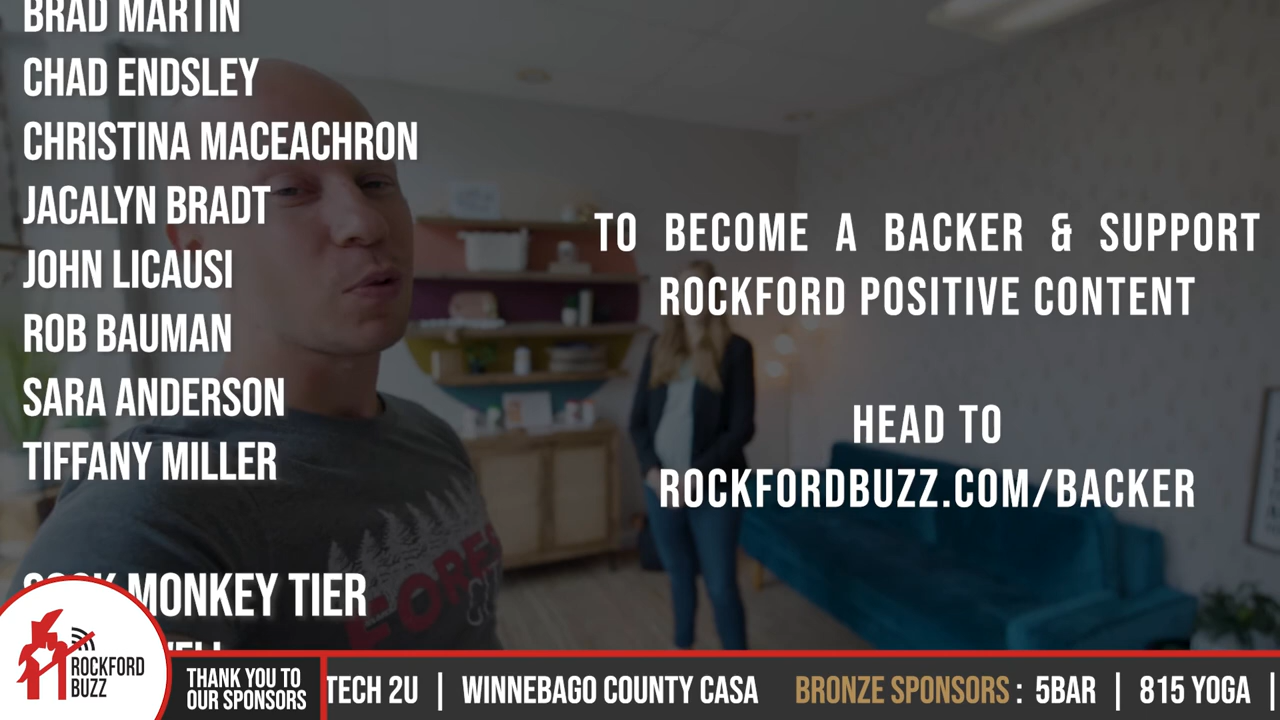 BRAD MARTIN
CHAD ENDSLEY
CHRISTINA MACEACHRON
JACALYN BRADT
JOHN LICAUSI
ROB BAUMAN
SARA ANDERSON
TIFFANY MILLER
SOCK MONKEY TIER
TO BECOME A BACKER & SUPPORT
ROCKFORD POSITIVE CONTENT
HEAD TO
ROCKFORDBUZZ.COM/BACKER
ROCKFORD
BUZZ
THANK YOU TO
OUR SPONSORS
TECH 2U | WINNEBAGO COUNTY CASA BRONZE SPONSORS : 5BAR | 815 YOGA |